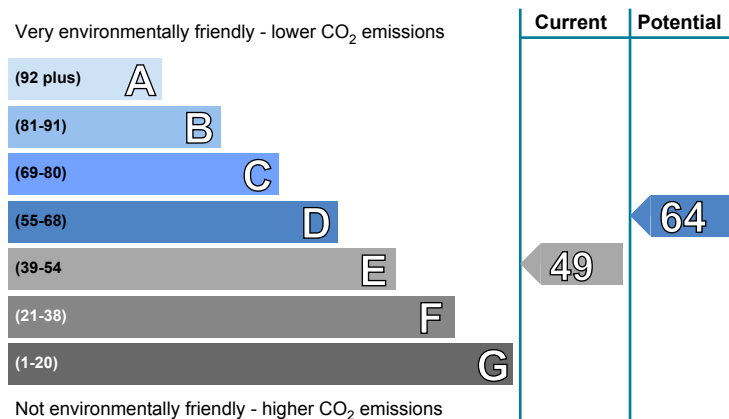 Current Potential
Very environmentally friendly - lower CO₂ emissions
(92 plus) A
(81-91) B
(69-80) C
(55-68) D 64
(39-54 E 49
(21-38) F
(1-20) G
Not environmentally friendly - higher CO₂ emissions